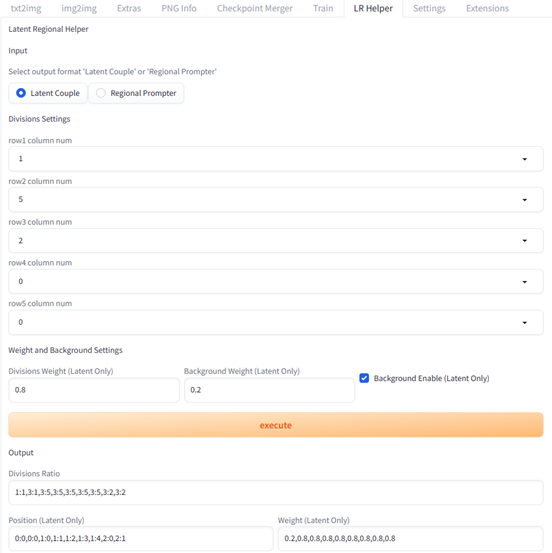 txt2img img2img Extras PNG Info Checkpoint Merger Train LR Helper Settings Extensions
Latent Regional Helper
Input
Select output format 'Latent Couple' or 'Regional Prompter'
Latent Couple Regional Prompter
Divisions Settings
row1 column num
1
row2 column num
5
row3 column num
2
row4 column num
0
row5 column num
0
Weight and Background Settings
Divisions Weight (Latent Only) Background Weight (Latent Only) Background Enable (Latent Only)
0.8 0.2
execute
Output
Divisions Ratio
1:1,3:1,3:5,3:5,3:5,3:5,3:5,3:2,3:2
Position (Latent Only) Weight (Latent Only)
0:0,0:0,1:0,1:1,1:2,1:3,1:4,2:0,2:1 0.2,0.8,0.8,0.8,0.8,0.8,0.8,0.8,0.8